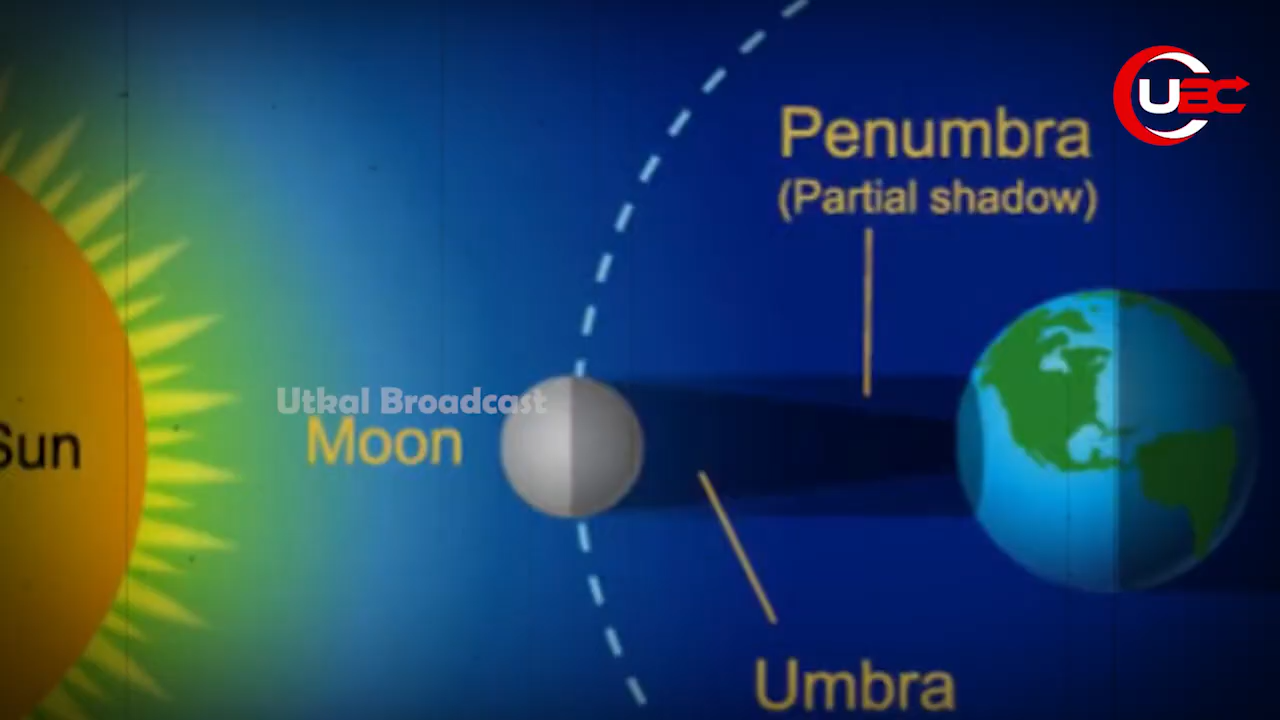 UBC
Penumbra
(Partial shadow)
Utkal Broadcast
Moon
Sun
Umbra